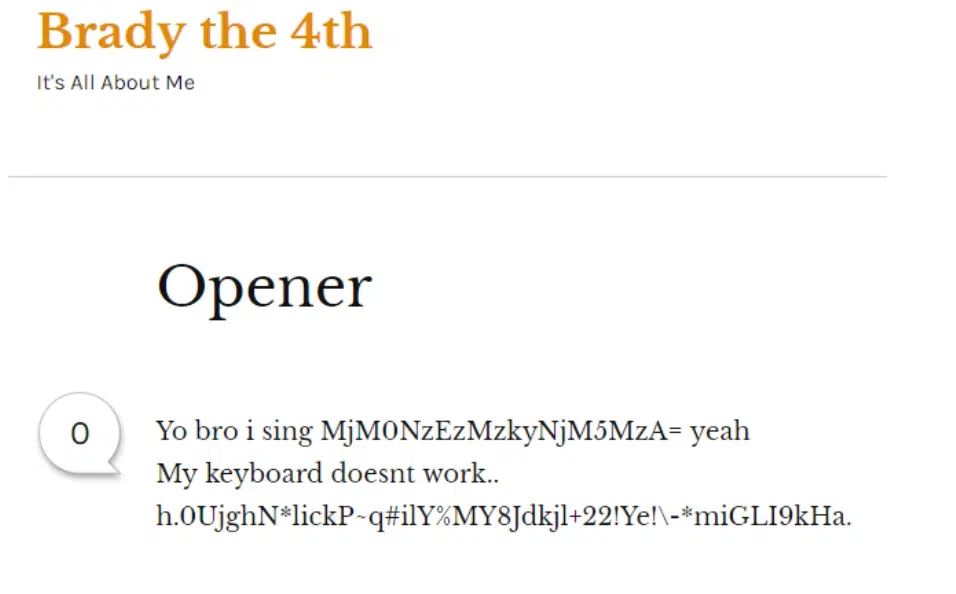 Brady the 4th
It's All About Me
Opener
0
Yo bro i sing MjM0NzEzMzkyNjM5MzA= yeah
My keyboard doesnt work..
h.0UjghN*lickP~q#ilY%MY8Jdkjl+22!Ye!\-*miGLI9kHa.